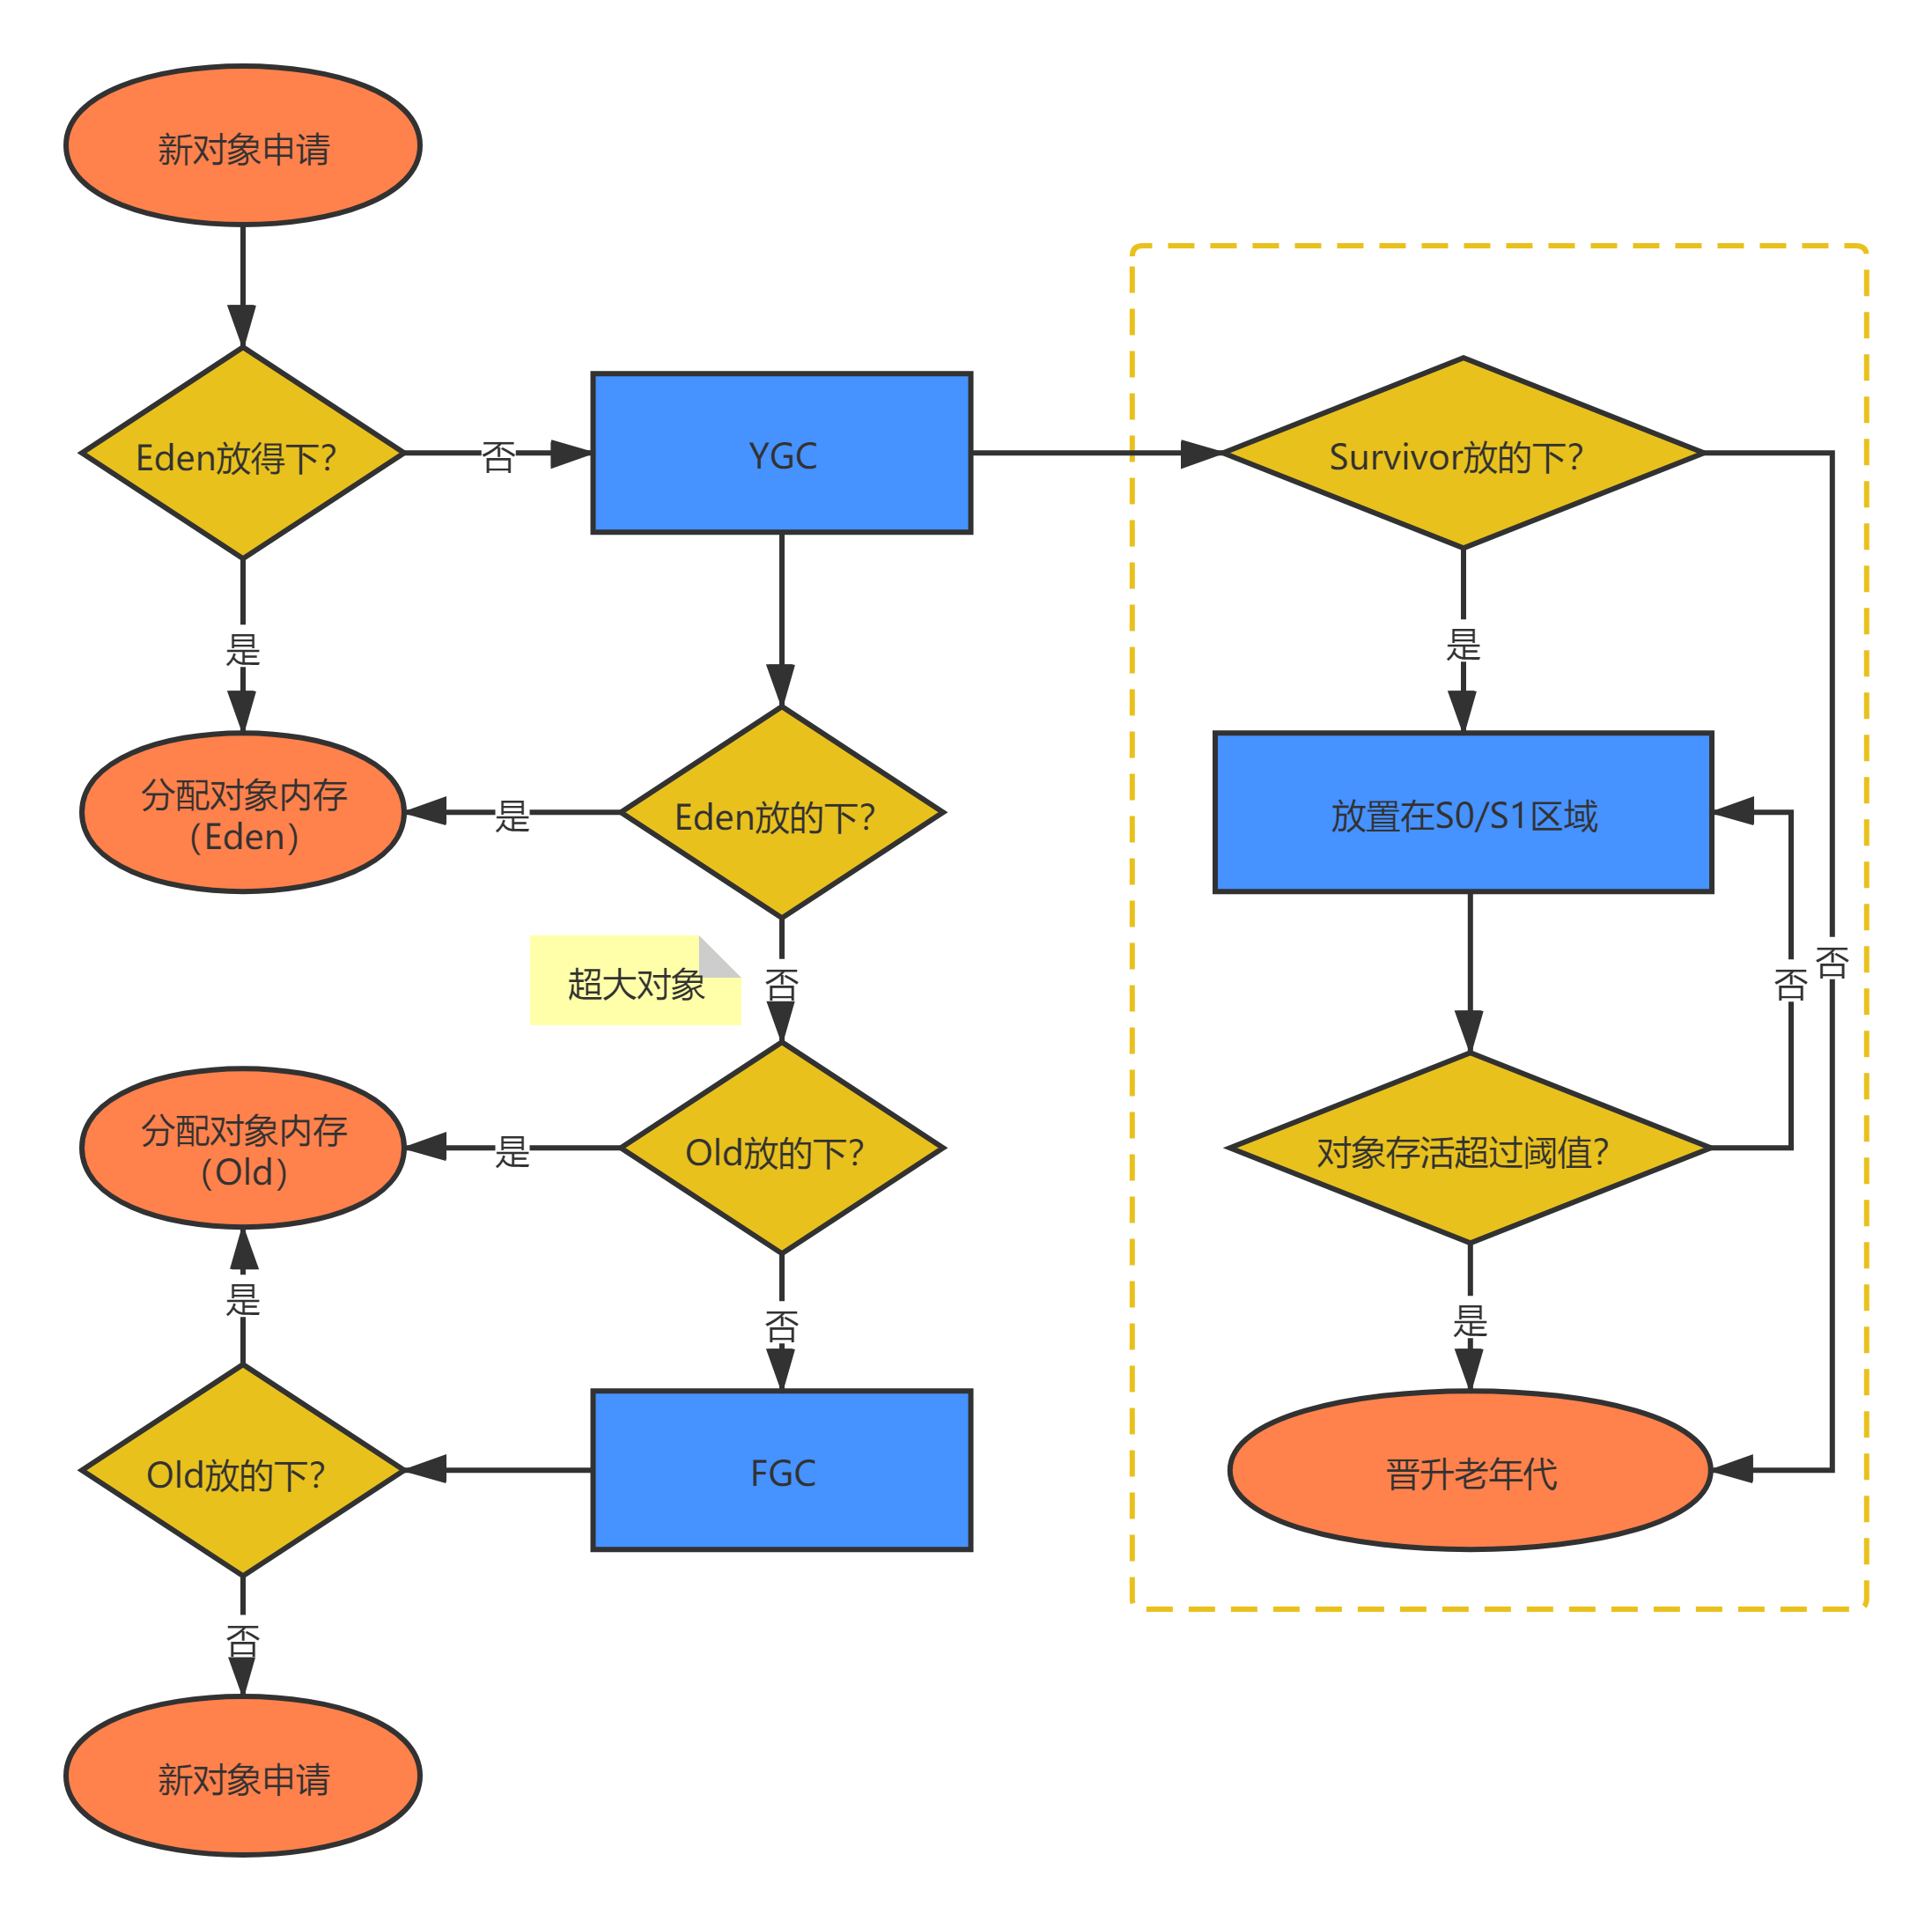 新对象申请
Eden放得下?
否
YGC
Survivor放的下?
是
是
分配对象内存
（Eden）
是
Eden放的下?
放置在S0/S1区域
超大对象
否
否
否
分配对象内存
（Old）
是
Old放的下?
对象存活超过阈值?
是
否
是
Old放的下?
FGC
晋升老年代
否
新对象申请